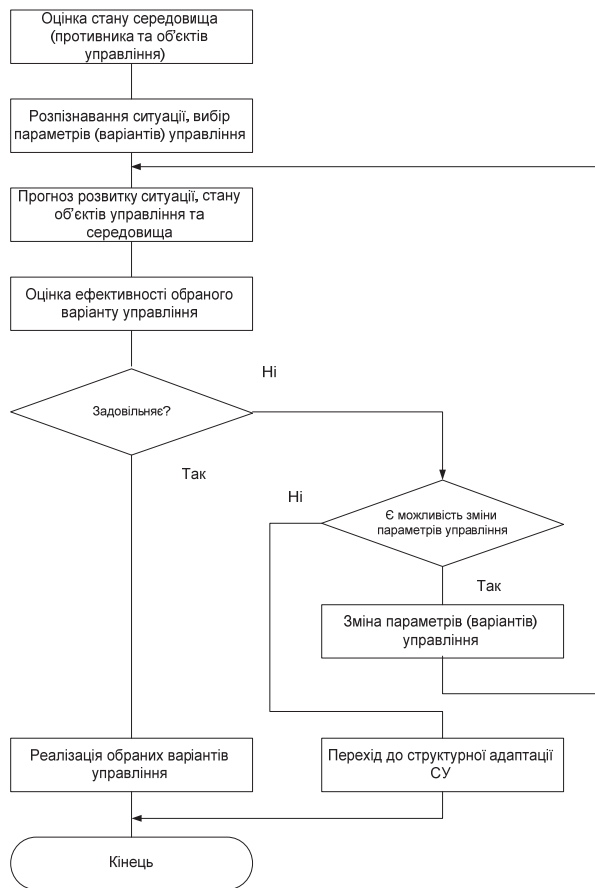 Оцінка стану середовища
(противника та об’єктів
управління)
Розпізнавання ситуації, вибір
параметрів (варіантів) управління
Прогноз розвитку ситуації, стану
об’єктів управління та
середовища
Оцінка ефективності обраного
варіанту управління
Ні
Задовільняє?
Так
Ні
Є можливість зміни
параметрів управління
Так
Зміна параметрів (варіантів)
управління
Реалізація обраних варіантів
управління
Перехід до структурної адаптації
СУ
Кінець